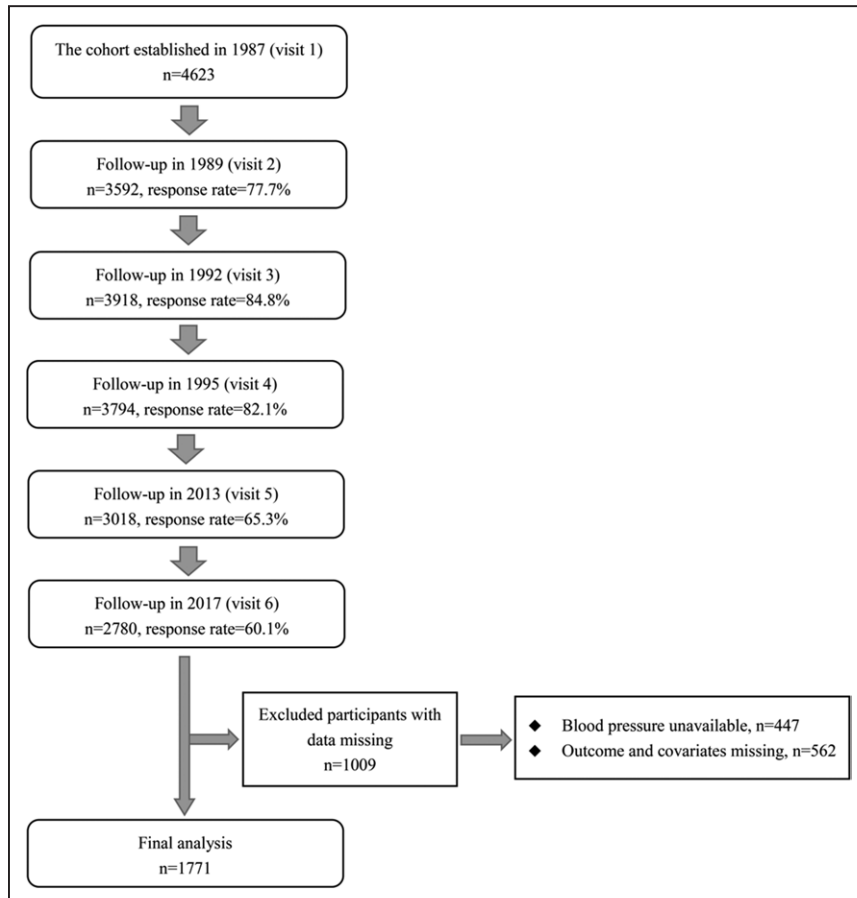 The cohort established in 1987 (visit 1)
n=4623
Follow-up in 1989 (visit 2)
n=3592, response rate=77.7%
Follow-up in 1992 (visit 3)
n=3918, response rate=84.8%
Follow-up in 1995 (visit 4)
n=3794, response rate=82.1%
Follow-up in 2013 (visit 5)
n=3018, response rate=65.3%
Follow-up in 2017 (visit 6)
n=2780, response rate=60.1%
Excluded participants with
data missing
n=1009
◆ Blood pressure unavailable, n=447
◆ Outcome and covariates missing, n=562
Final analysis
n=1771